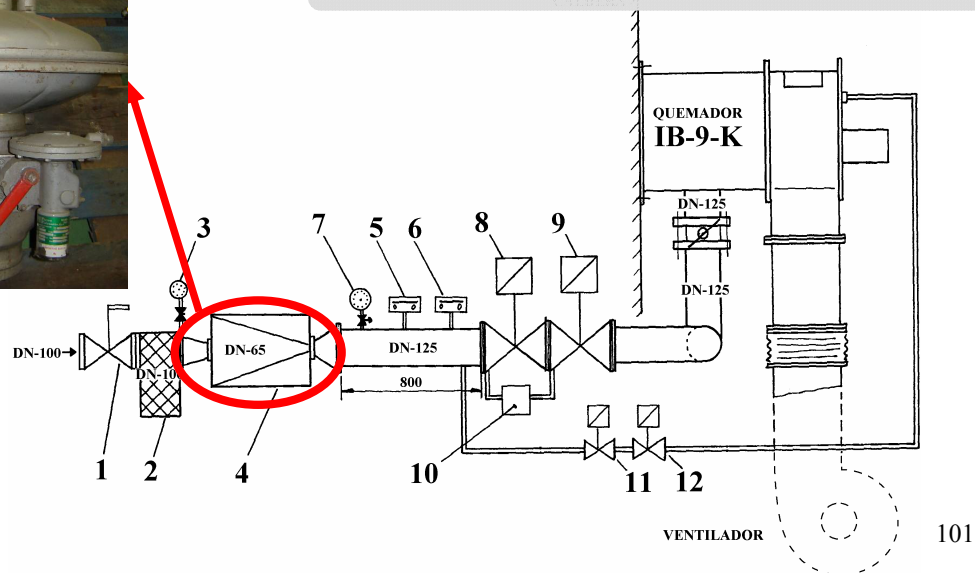 QUEMADOR
IB-9-K
DN-125
3
7
5
6
8
9
DN-125
DN-100
DN-100
DN-65
DN-125
800
1
2
4
10
11
12
VENTILADOR
101